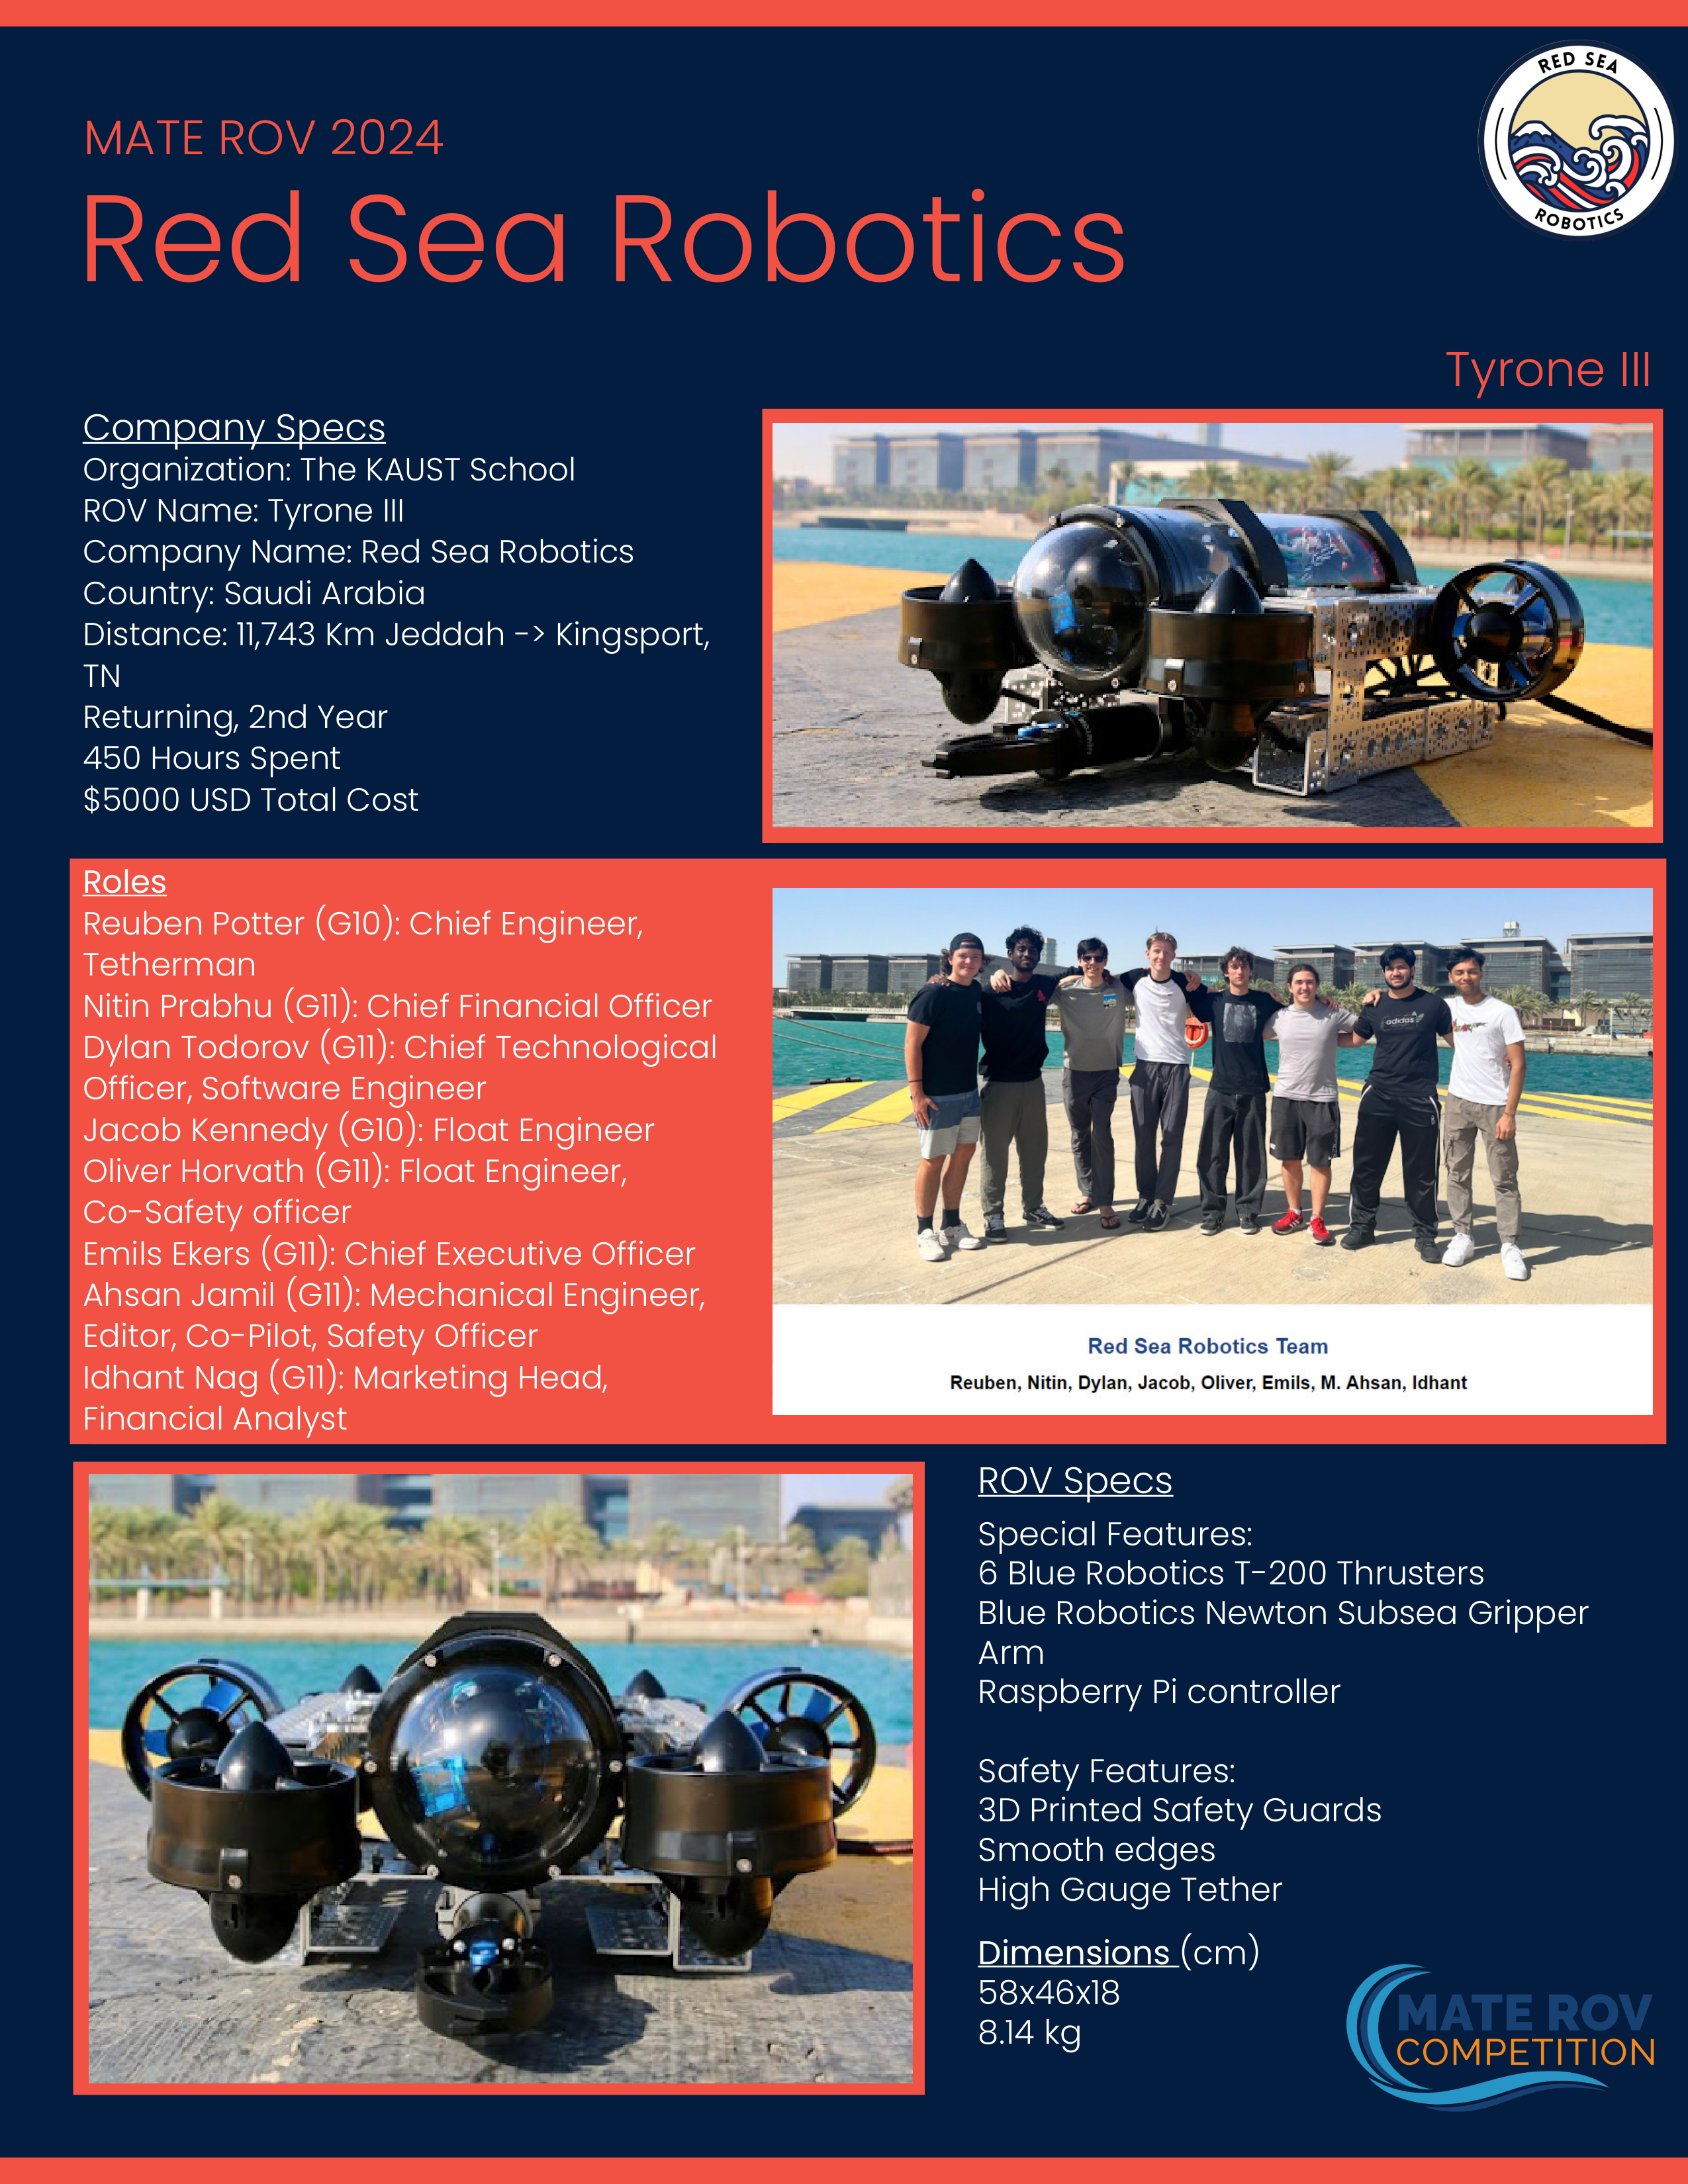 RED SEA
ROBOTICS
MATE ROV 2024
Red Sea Robotics
Tyrone III
Company Specs
Organization: The KAUST School
ROV Name: Tyrone III
Company Name: Red Sea Robotics
Country: Saudi Arabia
Distance: 11,743 Km Jeddah -> Kingsport,
TN
Returning, 2nd Year
450 Hours Spent
$5000 USD Total Cost
Roles
Reuben Potter (G10): Chief Engineer,
Tetherman
Nitin Prabhu (G11): Chief Financial Officer
Dylan Todorov (G11): Chief Technological
Officer, Software Engineer
Jacob Kennedy (G10): Float Engineer
Oliver Horvath (G11): Float Engineer,
Co-Safety officer
Emils Ekers (G11): Chief Executive Officer
Ahsan Jamil (G11): Mechanical Engineer,
Editor, Co-Pilot, Safety Officer
Idhant Nag (G11): Marketing Head,
Financial Analyst
adidas
Red Sea Robotics Team
Reuben, Nitin, Dylan, Jacob, Oliver, Emils, M. Ahsan, Idhant
ROV Specs
Special Features:
6 Blue Robotics T-200 Thrusters
Blue Robotics Newton Subsea Gripper
Arm
Raspberry Pi controller
Safety Features:
3D Printed Safety Guards
Smooth edges
High Gauge Tether
Dimensions (cm)
58x46x18
8.14 kg
MATE ROV
COMPETITION